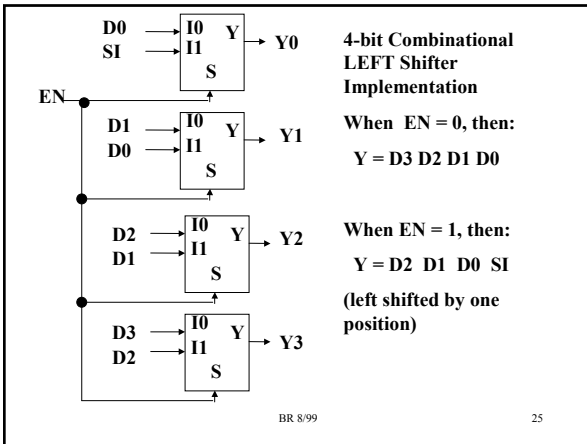 D0 I0 Y Y0
SI I1
S
EN
D1 I0 Y Y1
D0 I1
S
D2 I0 Y Y2
D1 I1
S
D3 I0 Y Y3
D2 I1
S
4-bit Combinational
LEFT Shifter
Implementation
When EN = 0, then:
Y = D3 D2 D1 D0
When EN = 1, then:
Y = D2 D1 D0 SI
(left shifted by one
position)
BR 8/99 25